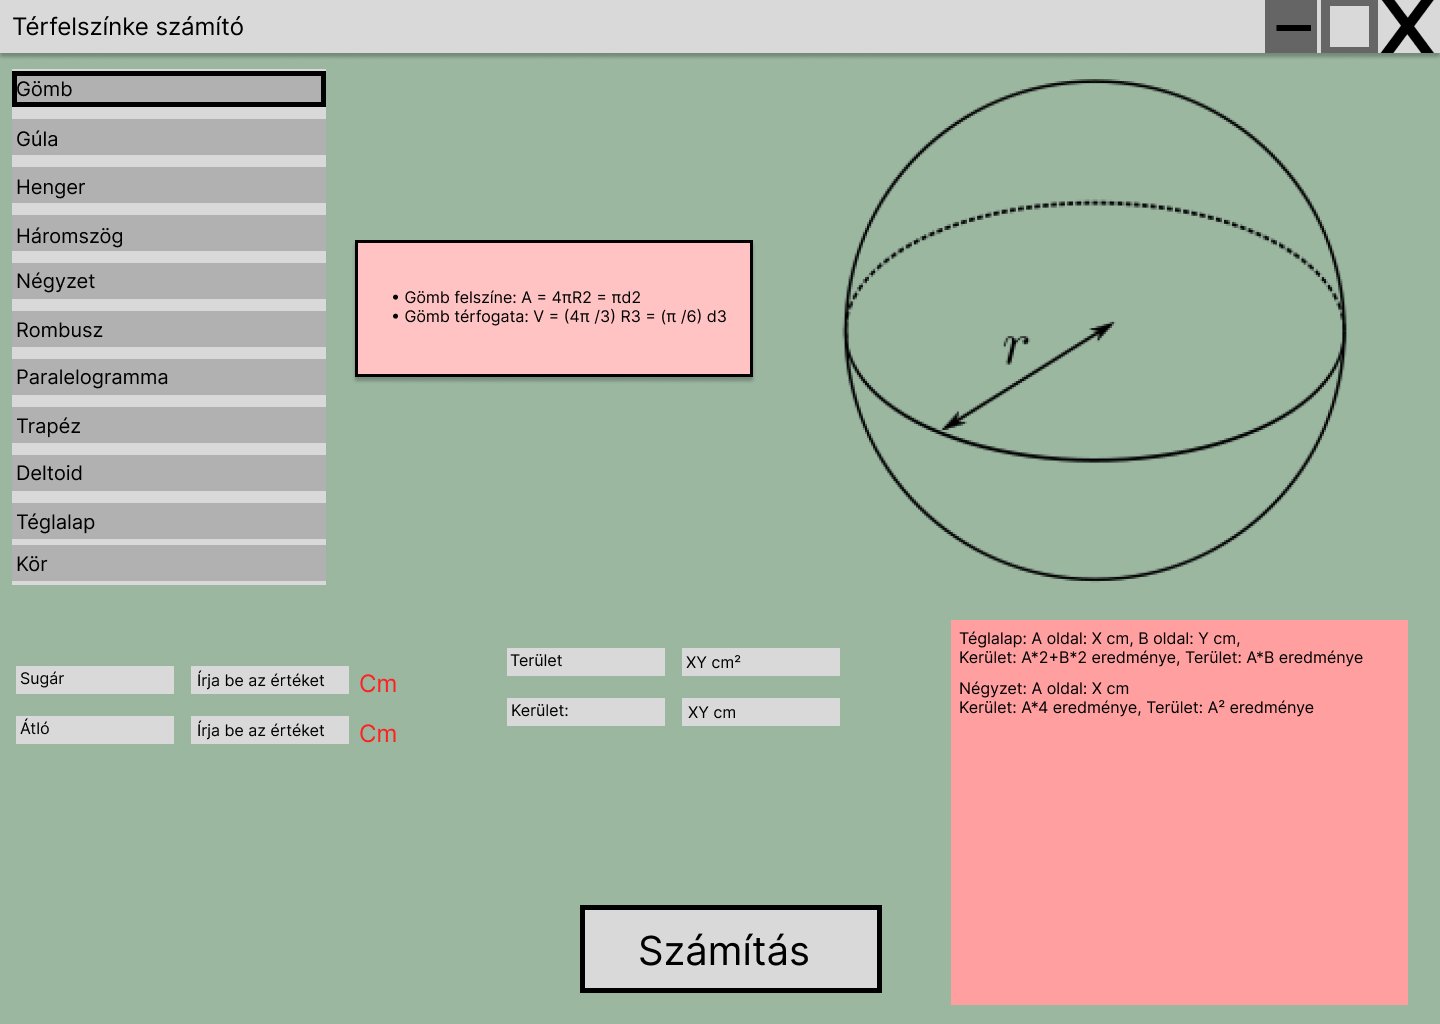 Térfelszínke számító
X
Gömb
Gúla
Henger
Háromszög
Négyzet
Rombusz
Paralelogramma
Trapéz
Deltoid
Téglalap
Kör
• Gömb felszíne: A = 4πR2 = πd2
• Gömb térfogata: V = (4π /3) R3 = (π /6) d3
r
Sugár
Írja be az értéket
Cm
Átló
Írja be az értéket
Cm
Terület
XY cm²
Kerület:
XY cm
Téglalap: A oldal: X cm, B oldal: Y cm,
Kerület: A*2+B*2 eredménye, Terület: A*B eredménye
Négyzet: A oldal: X cm
Kerület: A*4 eredménye, Terület: A² eredménye
Számítás